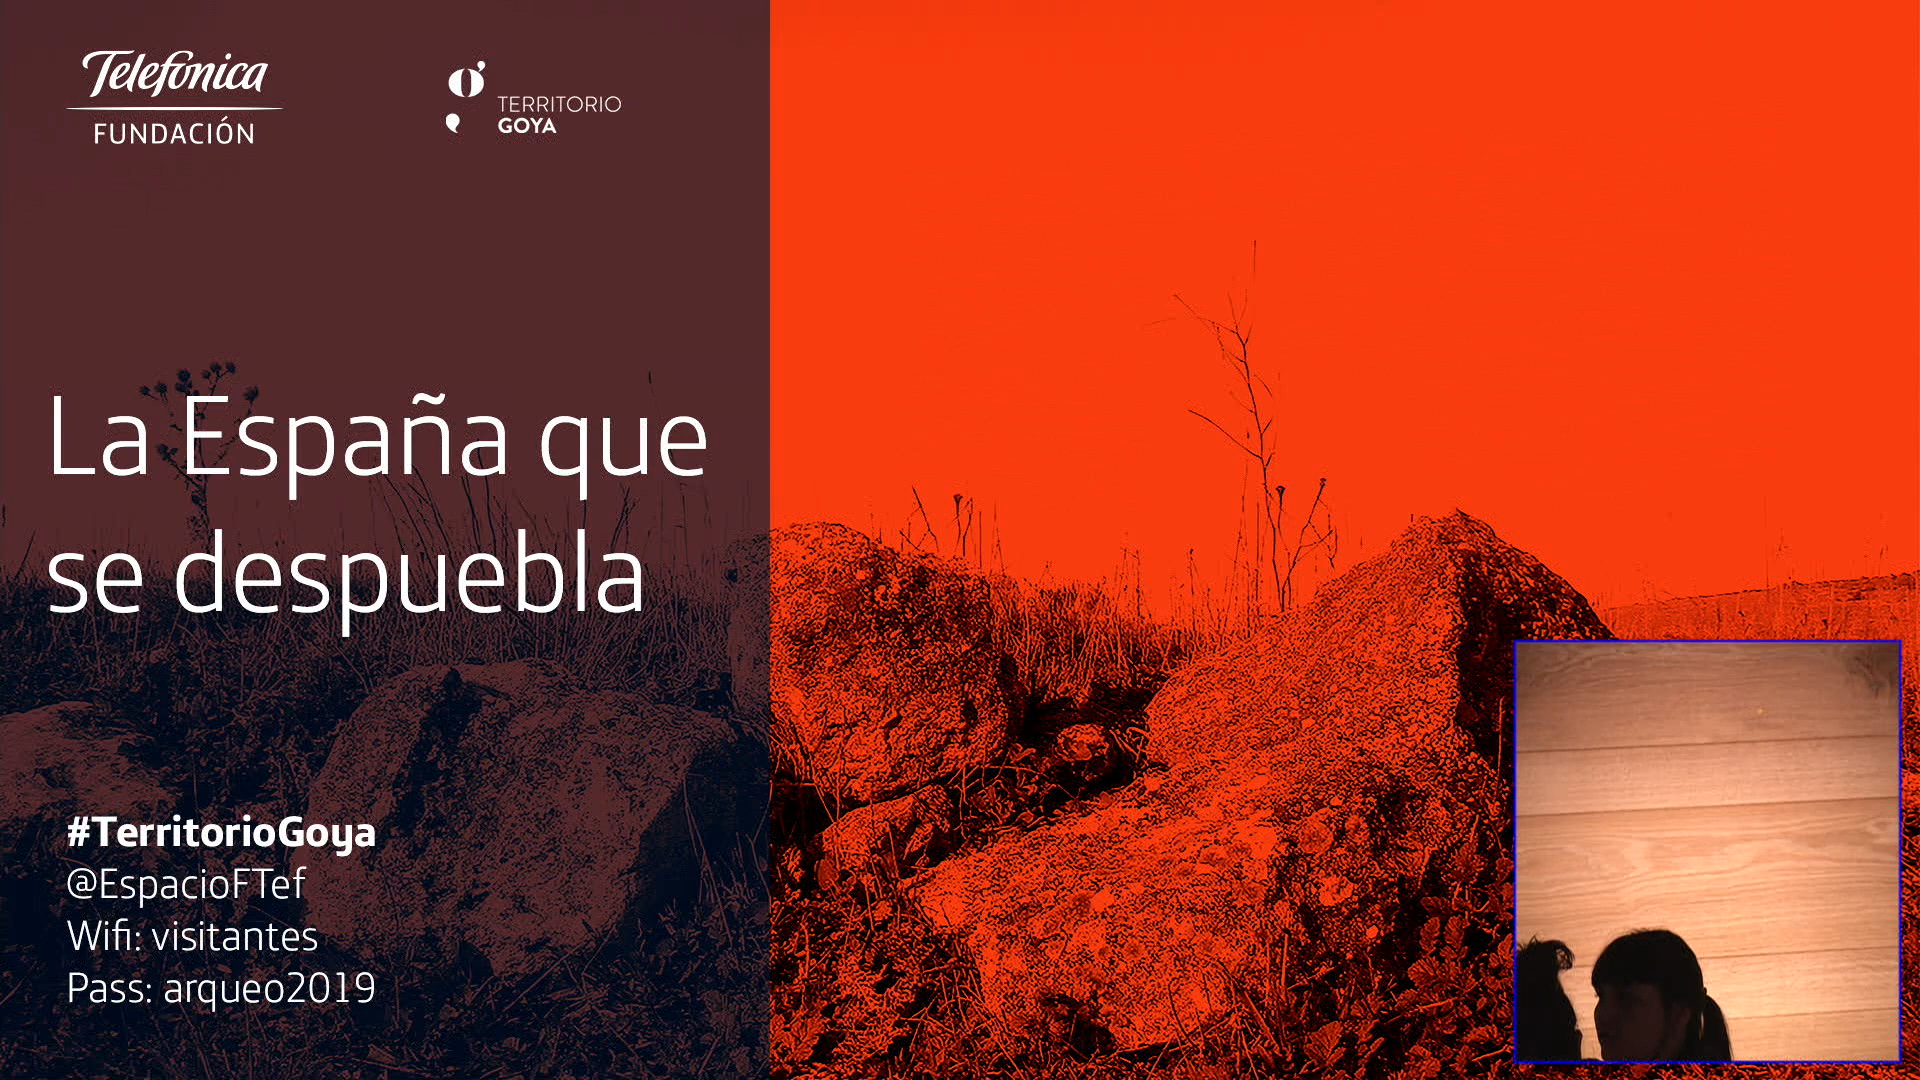 Telefónica
FUNDACIÓN
TERRITORIO
GOYA
La España que
se despuebla
#TerritorioGoya
@EspacioFTef
Wifi: visitantes
Pass: arqueo2019